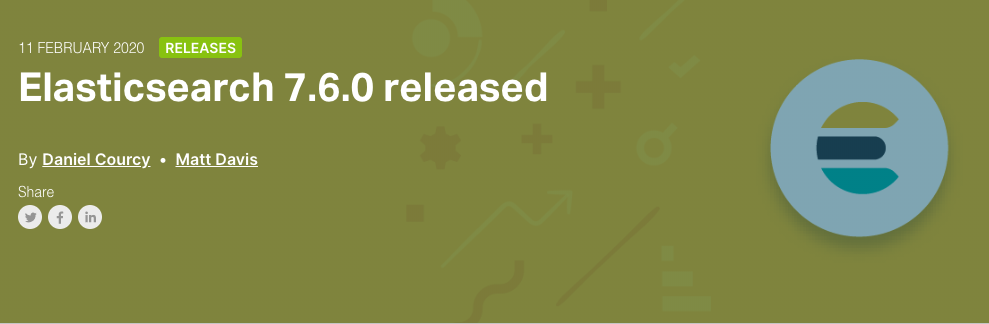 11 FEBRUARY 2020 RELEASES
Elasticsearch 7.6.0 released
By Daniel Courcy • Matt Davis
Share